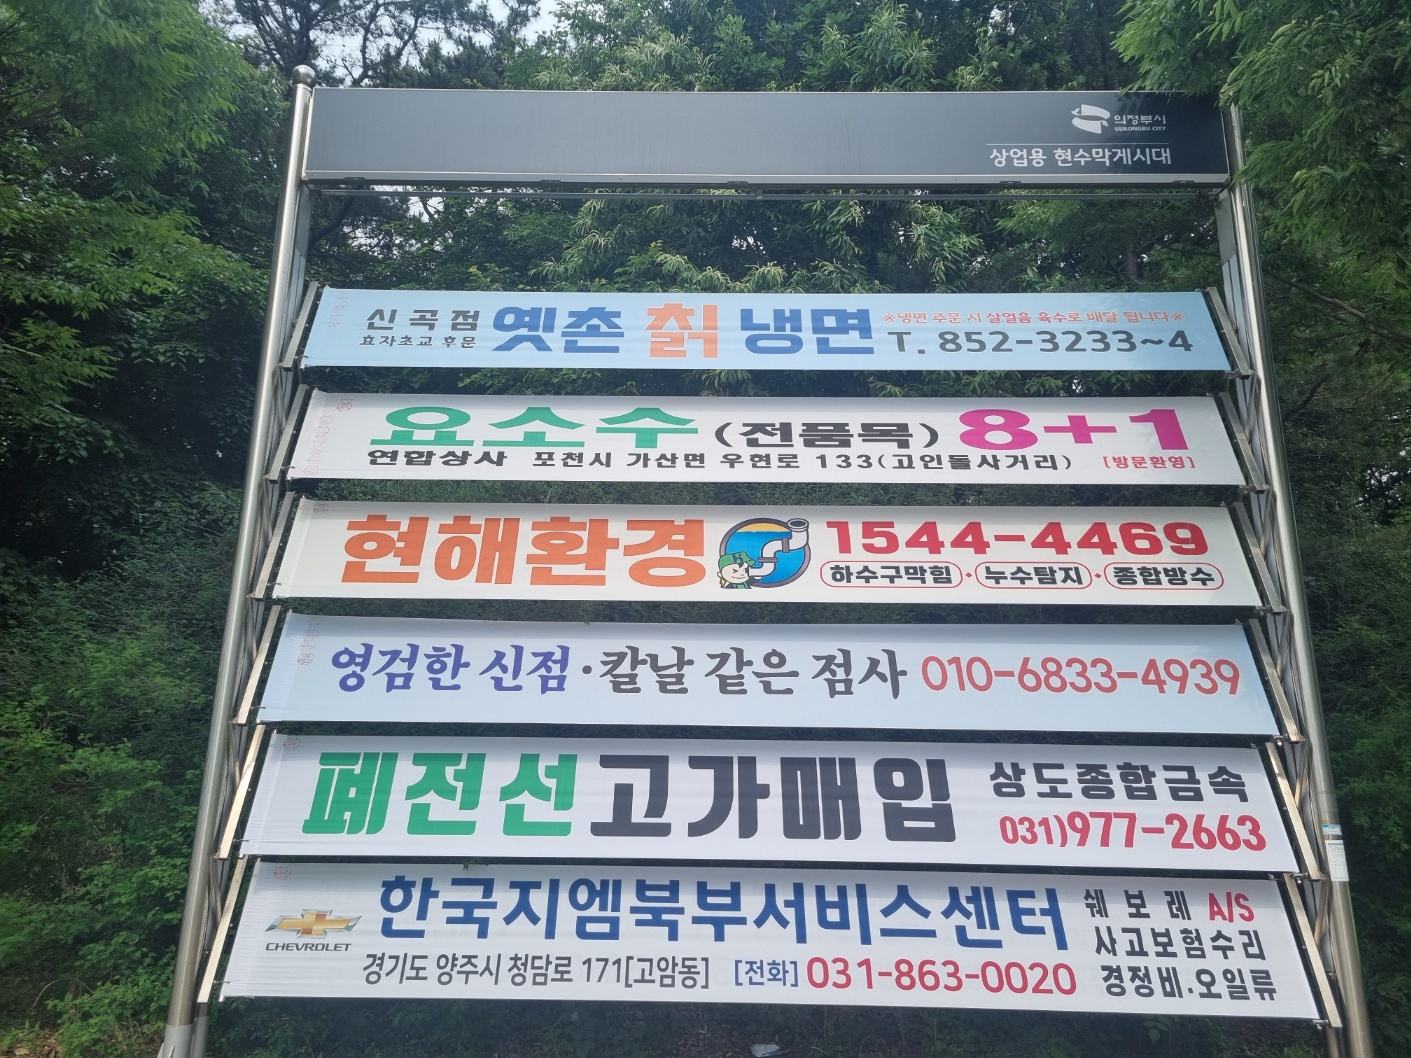 의정부시
UIJEONGBU CITY
상업용 현수막게시대
신곡점
효자초교 후문
옛촌 칡 냉면
※냉면 주문 시 살얼음 육수로 배달 됩니다※
T. 852-3233~4
요소수 (전품목) 8+1
연합상사 포천시 가산면 우현로 133(고인돌사거리) [방문환영]
현해환경
1544-4469
하수구막힘·누수탐지·종합방수
영검한 신점·칼날 같은 점사 010-6833-4939
폐전선고가매입
상도종합금속
031)977-2663
CHEVROLET
한국지엠북부서비스센터
경기도 양주시 청담로 171[고암동] [전화] 031-863-0020
쉐보레 A/S
사고보험수리
경정비.오일류